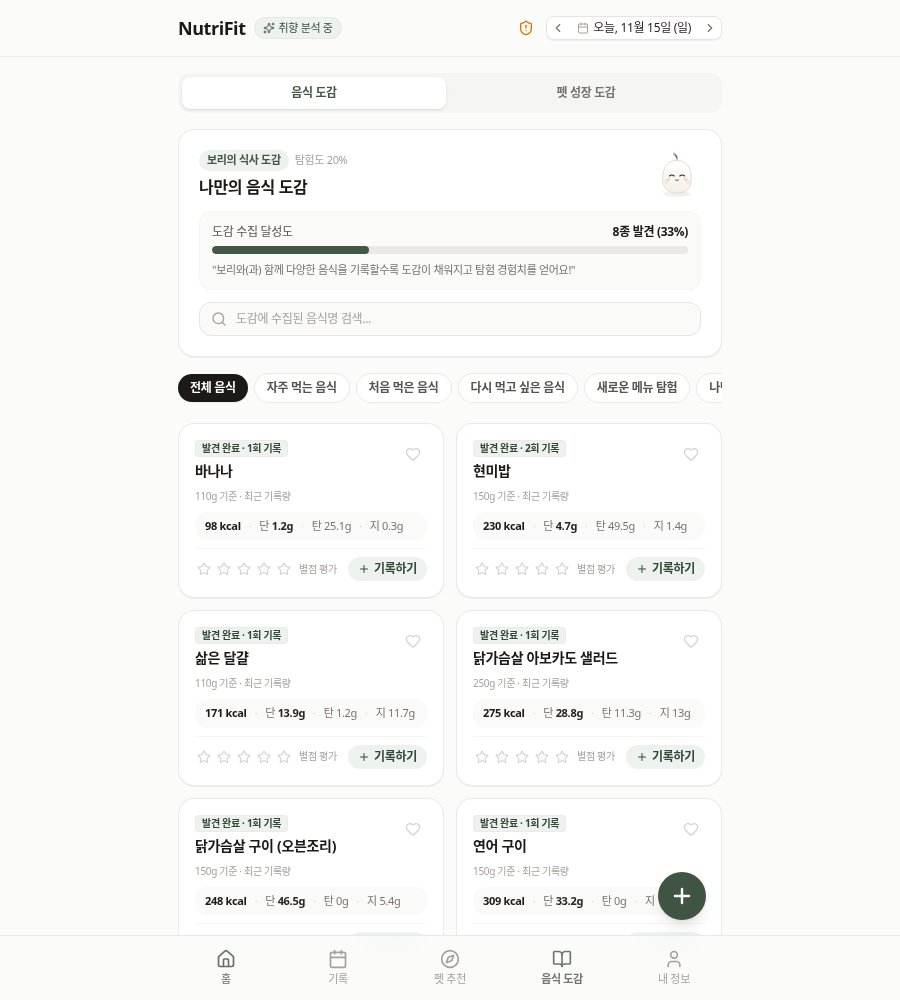 NutriFit 취향 분석 중
오늘, 11월 15일 (일)
음식 도감
펫 성장 도감
보리의 식사 도감 탐험도 20%
나만의 음식 도감
도감 수집 달성도 8종 발견 (33%)
"보리와(과) 함께 다양한 음식을 기록할수록 도감이 채워지고 탐험 경험치를 얻어요!"
도감에 수집된 음식명 검색...
전체 음식
자주 먹는 음식
처음 먹은 음식
다시 먹고 싶은 음식
새로운 메뉴 탐험
발견 완료 · 1회 기록
바나나
110g 기준 · 최근 기록량
98 kcal · 단 1.2g · 탄 25.1g · 지 0.3g
별점 평가 + 기록하기
발견 완료 · 2회 기록
현미밥
150g 기준 · 최근 기록량
230 kcal · 단 4.7g · 탄 49.5g · 지 1.4g
별점 평가 + 기록하기
발견 완료 · 1회 기록
삶은 달걀
110g 기준 · 최근 기록량
171 kcal · 단 13.9g · 탄 1.2g · 지 11.7g
별점 평가 + 기록하기
발견 완료 · 1회 기록
닭가슴살 아보카도 샐러드
250g 기준 · 최근 기록량
275 kcal · 단 28.8g · 탄 11.3g · 지 13g
별점 평가 + 기록하기
발견 완료 · 1회 기록
닭가슴살 구이 (오븐조리)
150g 기준 · 최근 기록량
248 kcal · 단 46.5g · 탄 0g · 지 5.4g
발견 완료 · 1회 기록
연어 구이
150g 기준 · 최근 기록량
309 kcal · 단 33.2g · 탄 0g · 지
홈
기록
펫 추천
음식 도감
내 정보